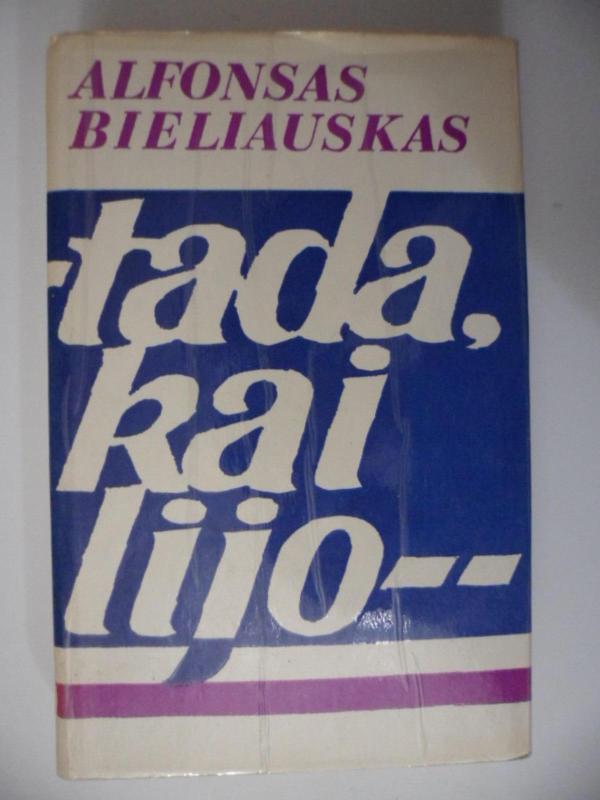 ALFONSAS
BIELIAUSKAS
-tada,
kai
lijo--